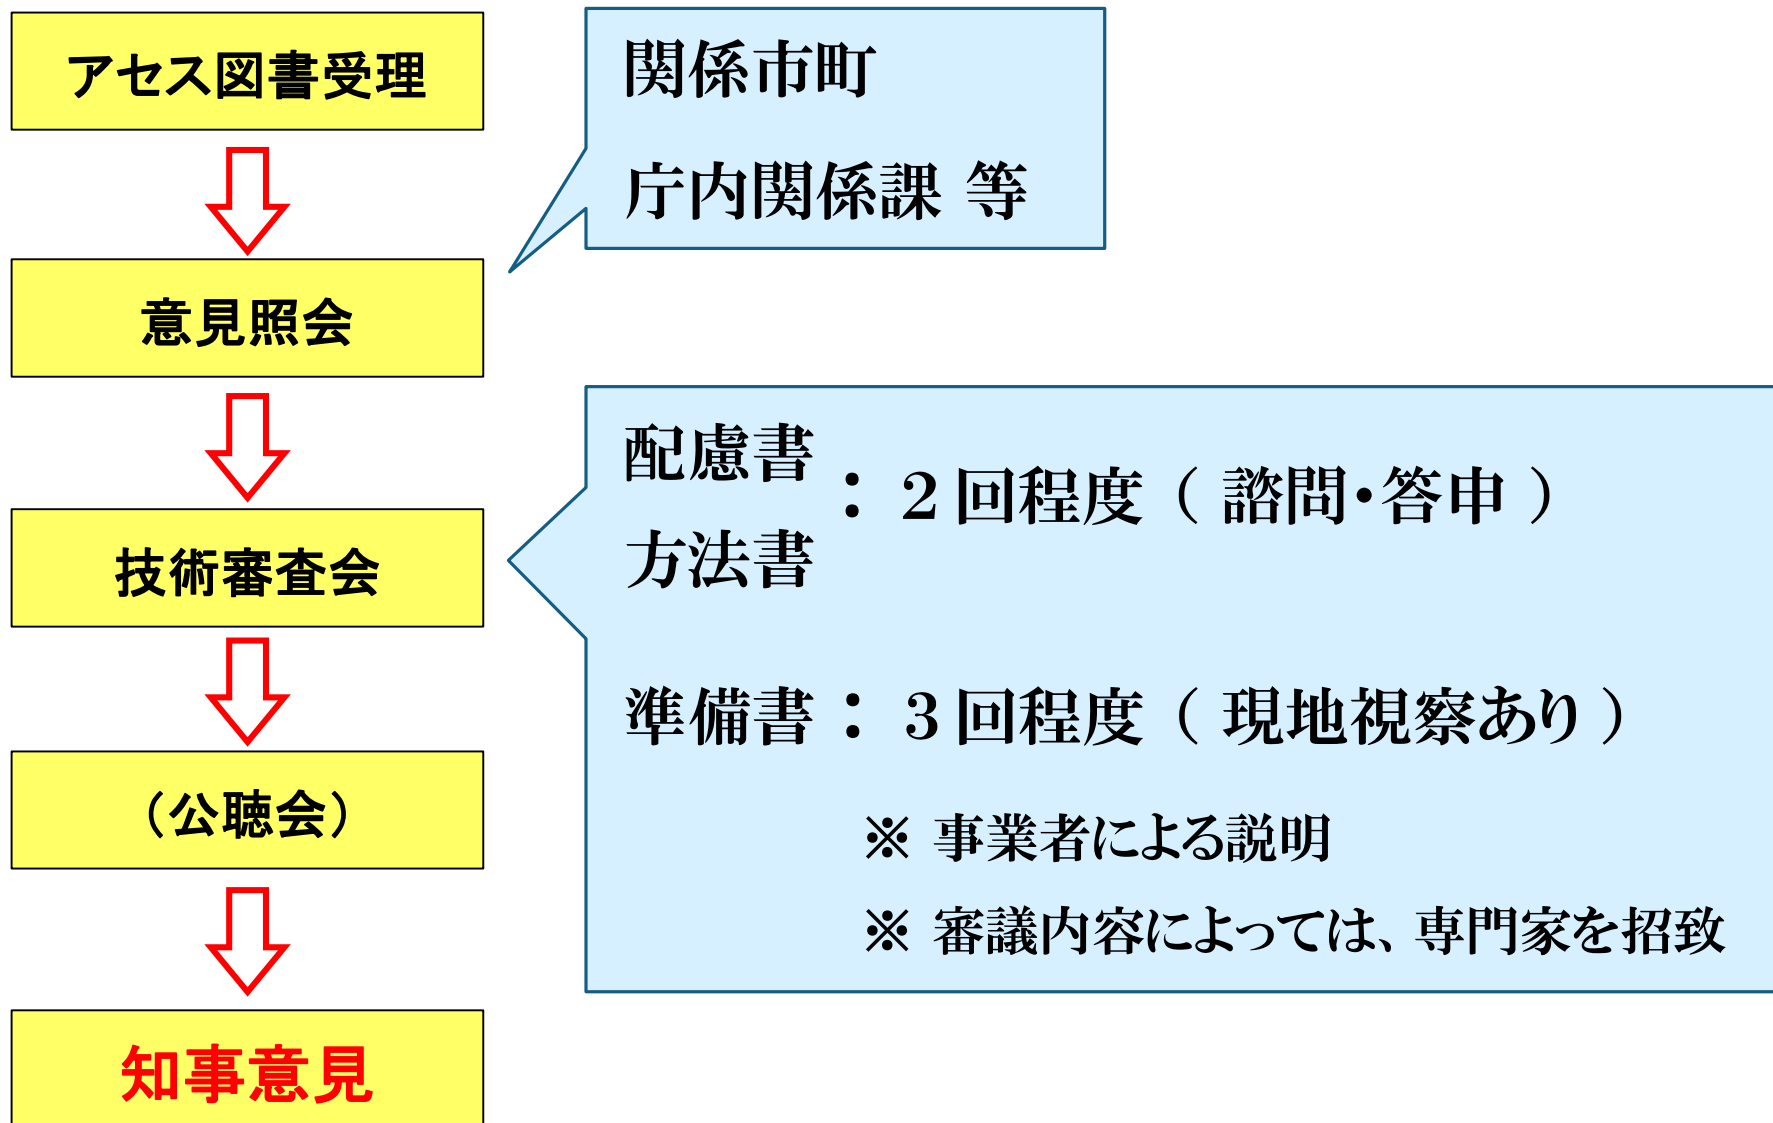 アセス図書受理
関係市町
庁内関係課 等
意見照会
技術審査会
配慮書
方法書
：２回程度（諮問・答申）
準備書：３回程度（現地視察あり）
※ 事業者による説明
※ 審議内容によっては、専門家を招致
（公聴会）
知事意見